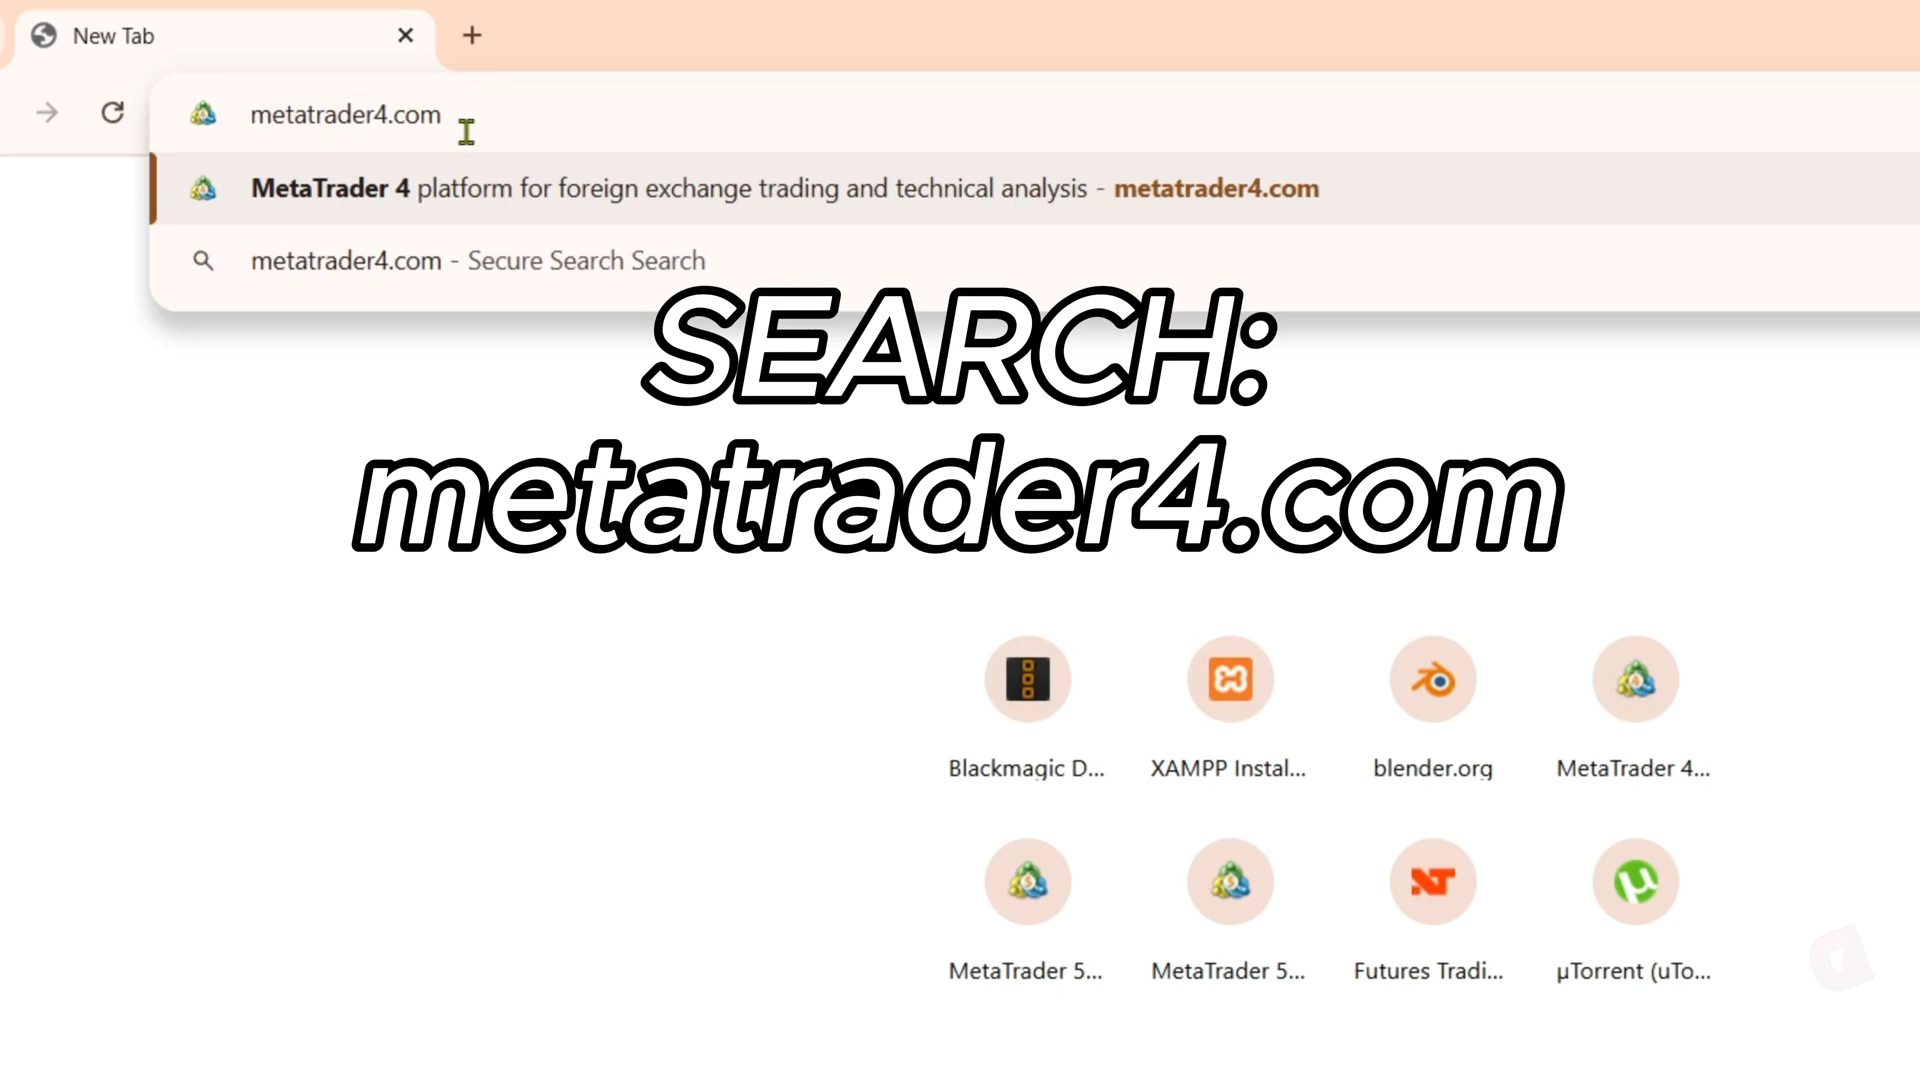 New Tab
metatrader4.com
MetaTrader 4 platform for foreign exchange trading and technical analysis - metatrader4.com
metatrader4.com - Secure Search Search
SEARCH:
metatrader4.com
Blackmagic D... XAMPP Instal... blender.org MetaTrader 4...
MetaTrader 5... MetaTrader 5... Futures Tradi... µTorrent (uTo...